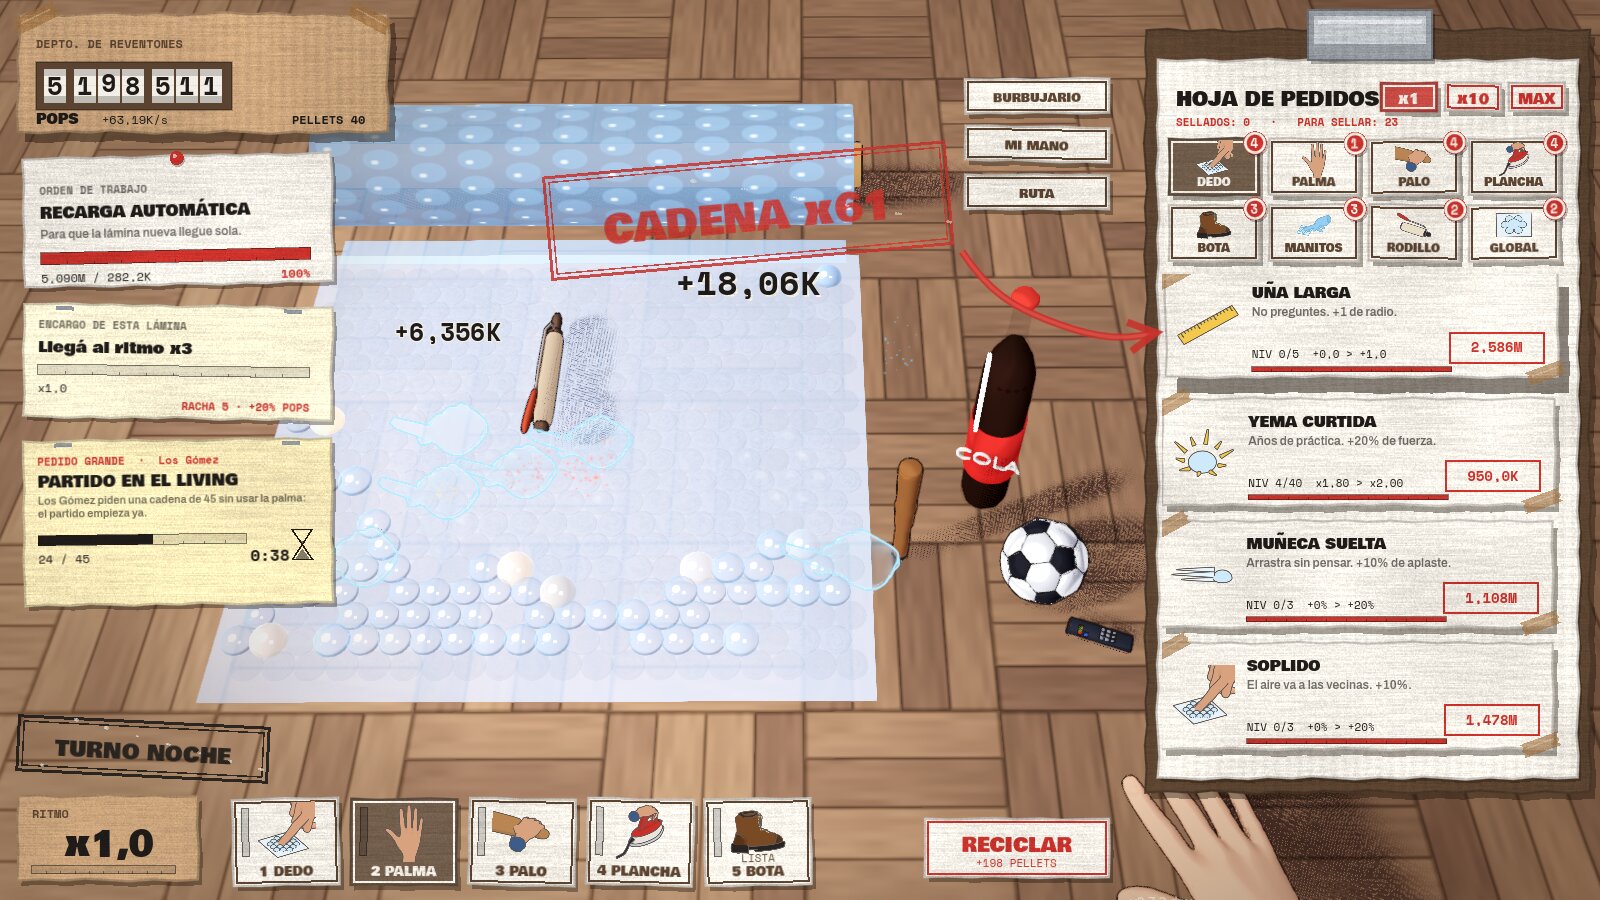 DEPTO. DE REVENTONES
5 198 511
POPS +63,19K/s PELLETS 40
ORDEN DE TRABAJO
RECARGA AUTOMÁTICA
Para que la lámina nueva llegue sola.
5,090M / 282.2K 100%
ENCARGO DE ESTA LÁMINA
Llegá al ritmo x3
x1,0
RACHA 5 · +20% POPS
PEDIDO GRANDE · Los Gómez
PARTIDO EN EL LIVING
Los Gómez piden una cadena de 45 sin usar la palma:
el partido empieza ya.
24 / 45 0:38
TURNO NOCHE
RITMO
x1,0
1 DEDO
2 PALMA
3 PALO
4 PLANCHA
LISTA
5 BOTA
CADENA x61
+18,06K
+6,356K
COLA
BURBUJARIO
MI MANO
RUTA
RECICLAR
+198 PELLETS
HOJA DE PEDIDOS x1 x10 MAX
SELLADOS: 0 · PARA SELLAR: 23
4 1 4 4
DEDO PALMA PALO PLANCHA
3 3 2 2
BOTA MANITOS RODILLO GLOBAL
UÑA LARGA
No preguntes. +1 de radio.
NIV 0/5 +0,0 > +1,0 2,586M
YEMA CURTIDA
Años de práctica. +20% de fuerza.
NIV 4/40 x1,80 > x2,00 950,0K
MUÑECA SUELTA
Arrastra sin pensar. +10% de aplaste.
NIV 0/3 +0% > +20% 1,108M
SOPLIDO
El aire va a las vecinas. +10%.
NIV 0/3 +0% > +20% 1,478M